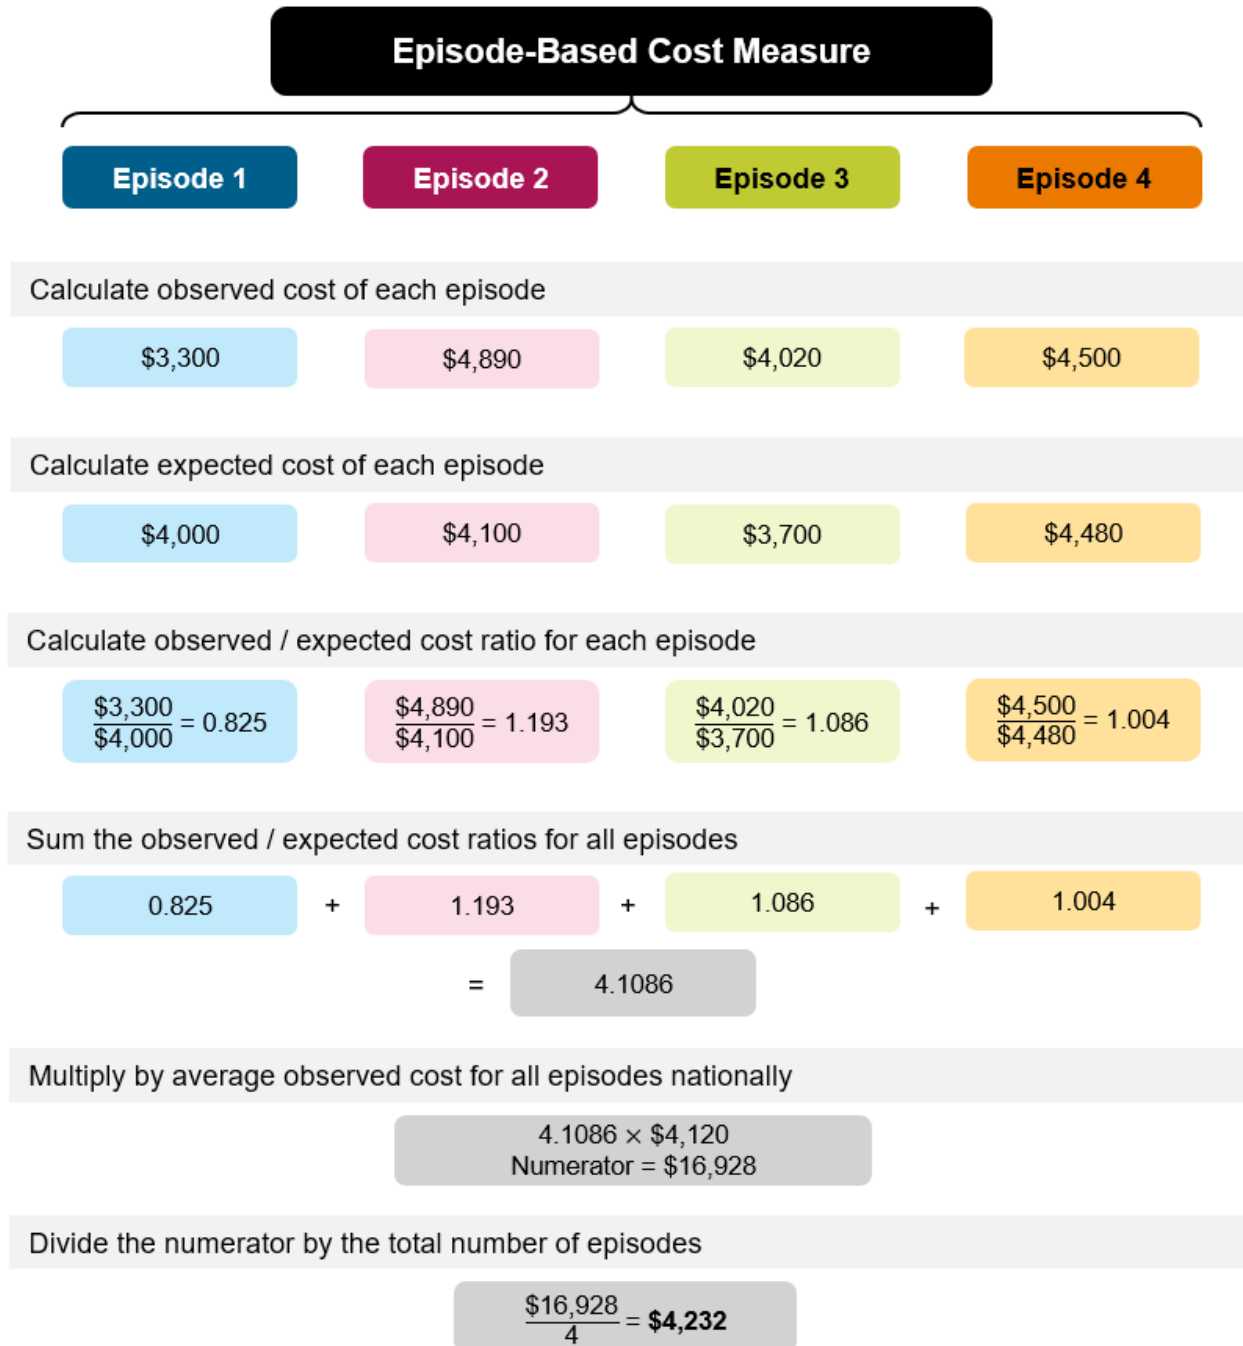 Episode-Based Cost Measure
Episode 1 Episode 2 Episode 3 Episode 4
Calculate observed cost of each episode
$3,300 $4,890 $4,020 $4,500
Calculate expected cost of each episode
$4,000 $4,100 $3,700 $4,480
Calculate observed / expected cost ratio for each episode
$3,300 / $4,000 = 0.825 $4,890 / $4,100 = 1.193 $4,020 / $3,700 = 1.086 $4,500 / $4,480 = 1.004
Sum the observed / expected cost ratios for all episodes
0.825 + 1.193 + 1.086 + 1.004
= 4.1086
Multiply by average observed cost for all episodes nationally
4.1086 × $4,120
Numerator = $16,928
Divide the numerator by the total number of episodes
$16,928 / 4 = $4,232